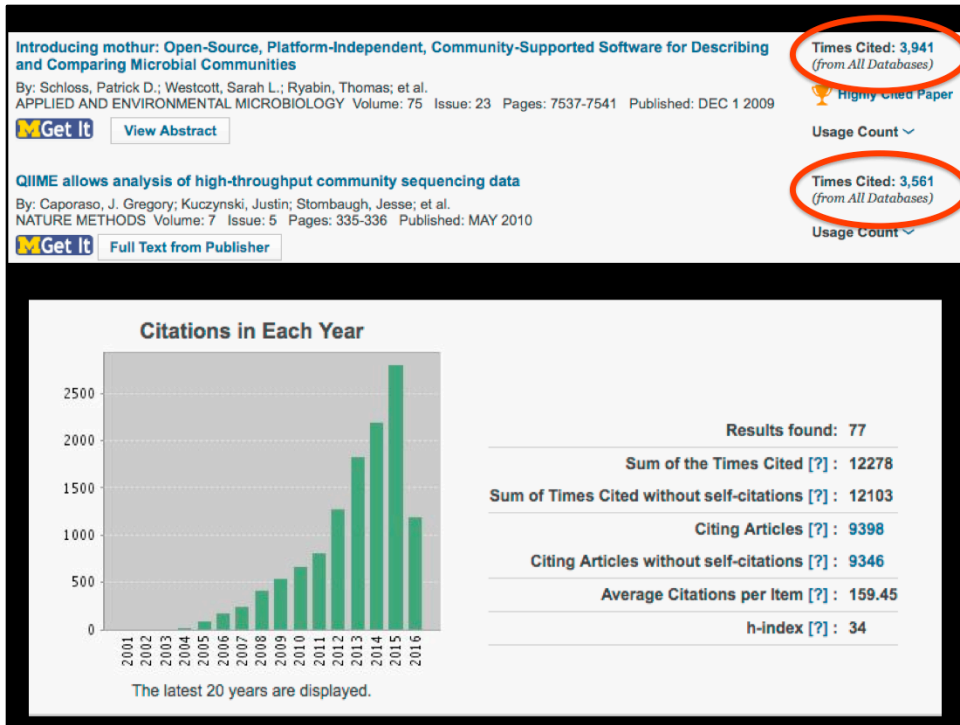 Introducing mothur: Open-Source, Platform-Independent, Community-Supported Software for Describing
and Comparing Microbial Communities
By: Schloss, Patrick D.; Westcott, Sarah L.; Ryabin, Thomas; et al.
APPLIED AND ENVIRONMENTAL MICROBIOLOGY Volume: 75 Issue: 23 Pages: 7537-7541 Published: DEC 1 2009
MGet It View Abstract
Times Cited: 3,941
(from All Databases)
Highly Cited Paper
Usage Count
QIIME allows analysis of high-throughput community sequencing data
By: Caporaso, J. Gregory; Kuczynski, Justin; Stombaugh, Jesse; et al.
NATURE METHODS Volume: 7 Issue: 5 Pages: 335-336 Published: MAY 2010
MGet It Full Text from Publisher
Times Cited: 3,561
(from All Databases)
Usage Count
Citations in Each Year
2500
2000
1500
1000
500
0
2001
2002
2003
2004
2005
2006
2007
2008
2009
2010
2011
2012
2013
2014
2015
2016
The latest 20 years are displayed.
Results found: 77
Sum of the Times Cited [?] : 12278
Sum of Times Cited without self-citations [?] : 12103
Citing Articles [?] : 9398
Citing Articles without self-citations [?] : 9346
Average Citations per Item [?] : 159.45
h-index [?] : 34